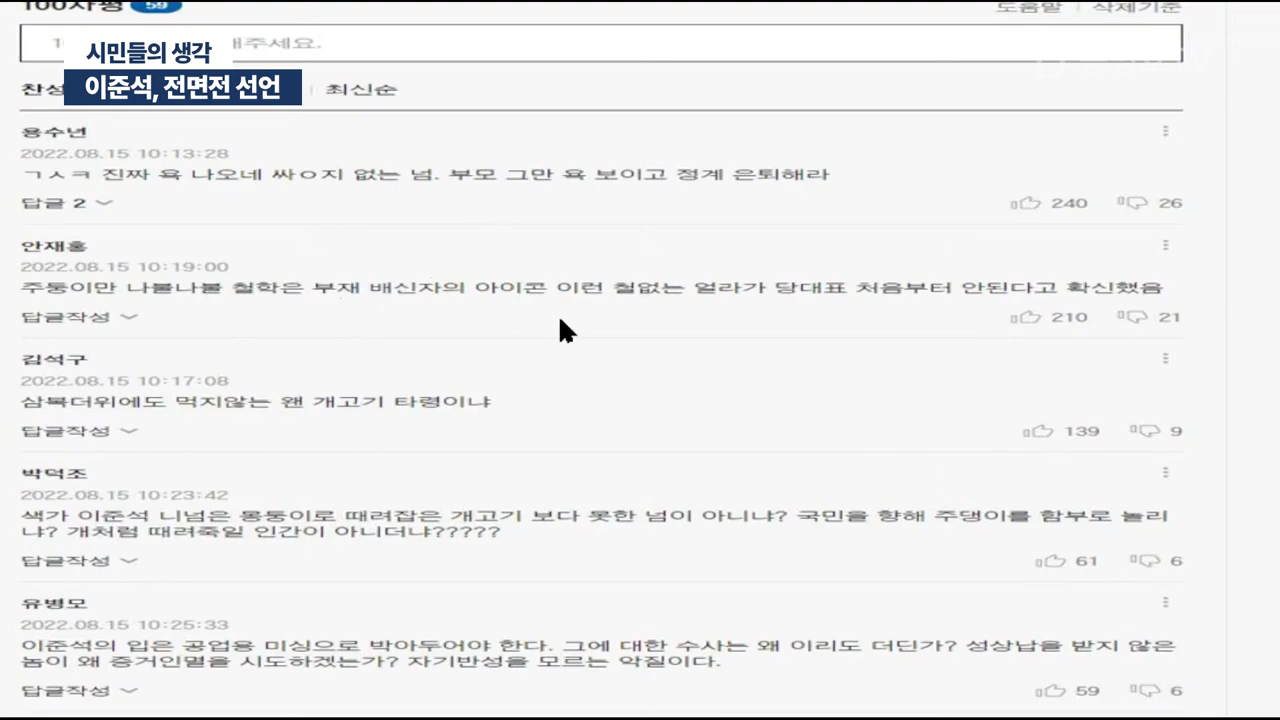 100자평 59
도움말 | 삭제기준
시민들의 생각
해주세요.
이준석, 전면전 선언
최신순
용수년
2022.08.15 10:13:28
ㄱㅅㅋ 진짜 욕 나오네 싸ㅇ지 없는 넘. 부모 그만 욕 보이고 정계 은퇴해라
답글 2
240
26
안재홍
2022.08.15 10:19:00
주둥이만 나불나불 철학은 부재 배신자의 아이콘 이런 철없는 얼라가 당대표 처음부터 안된다고 확신했음
답글작성
210
21
김석구
2022.08.15 10:17:08
삼복더위에도 먹지않는 왠 개고기 타령이냐
답글작성
139
9
박덕조
2022.08.15 10:23:42
색가 이준석 니넘은 몽둥이로 때려잡은 개고기 보다 못한 넘이 아니냐? 국민을 향해 주댕이를 함부로 놀리
냐? 개처럼 때려죽일 인간이 아니더냐?????
답글작성
61
6
유병모
2022.08.15 10:25:33
이준석의 입은 공업용 미싱으로 박아두어야 한다. 그에 대한 수사는 왜 이리도 더딘가? 성상납을 받지 않은
놈이 왜 증거인멸을 시도하겠는가? 자기반성을 모르는 악질이다.
답글작성
59
6